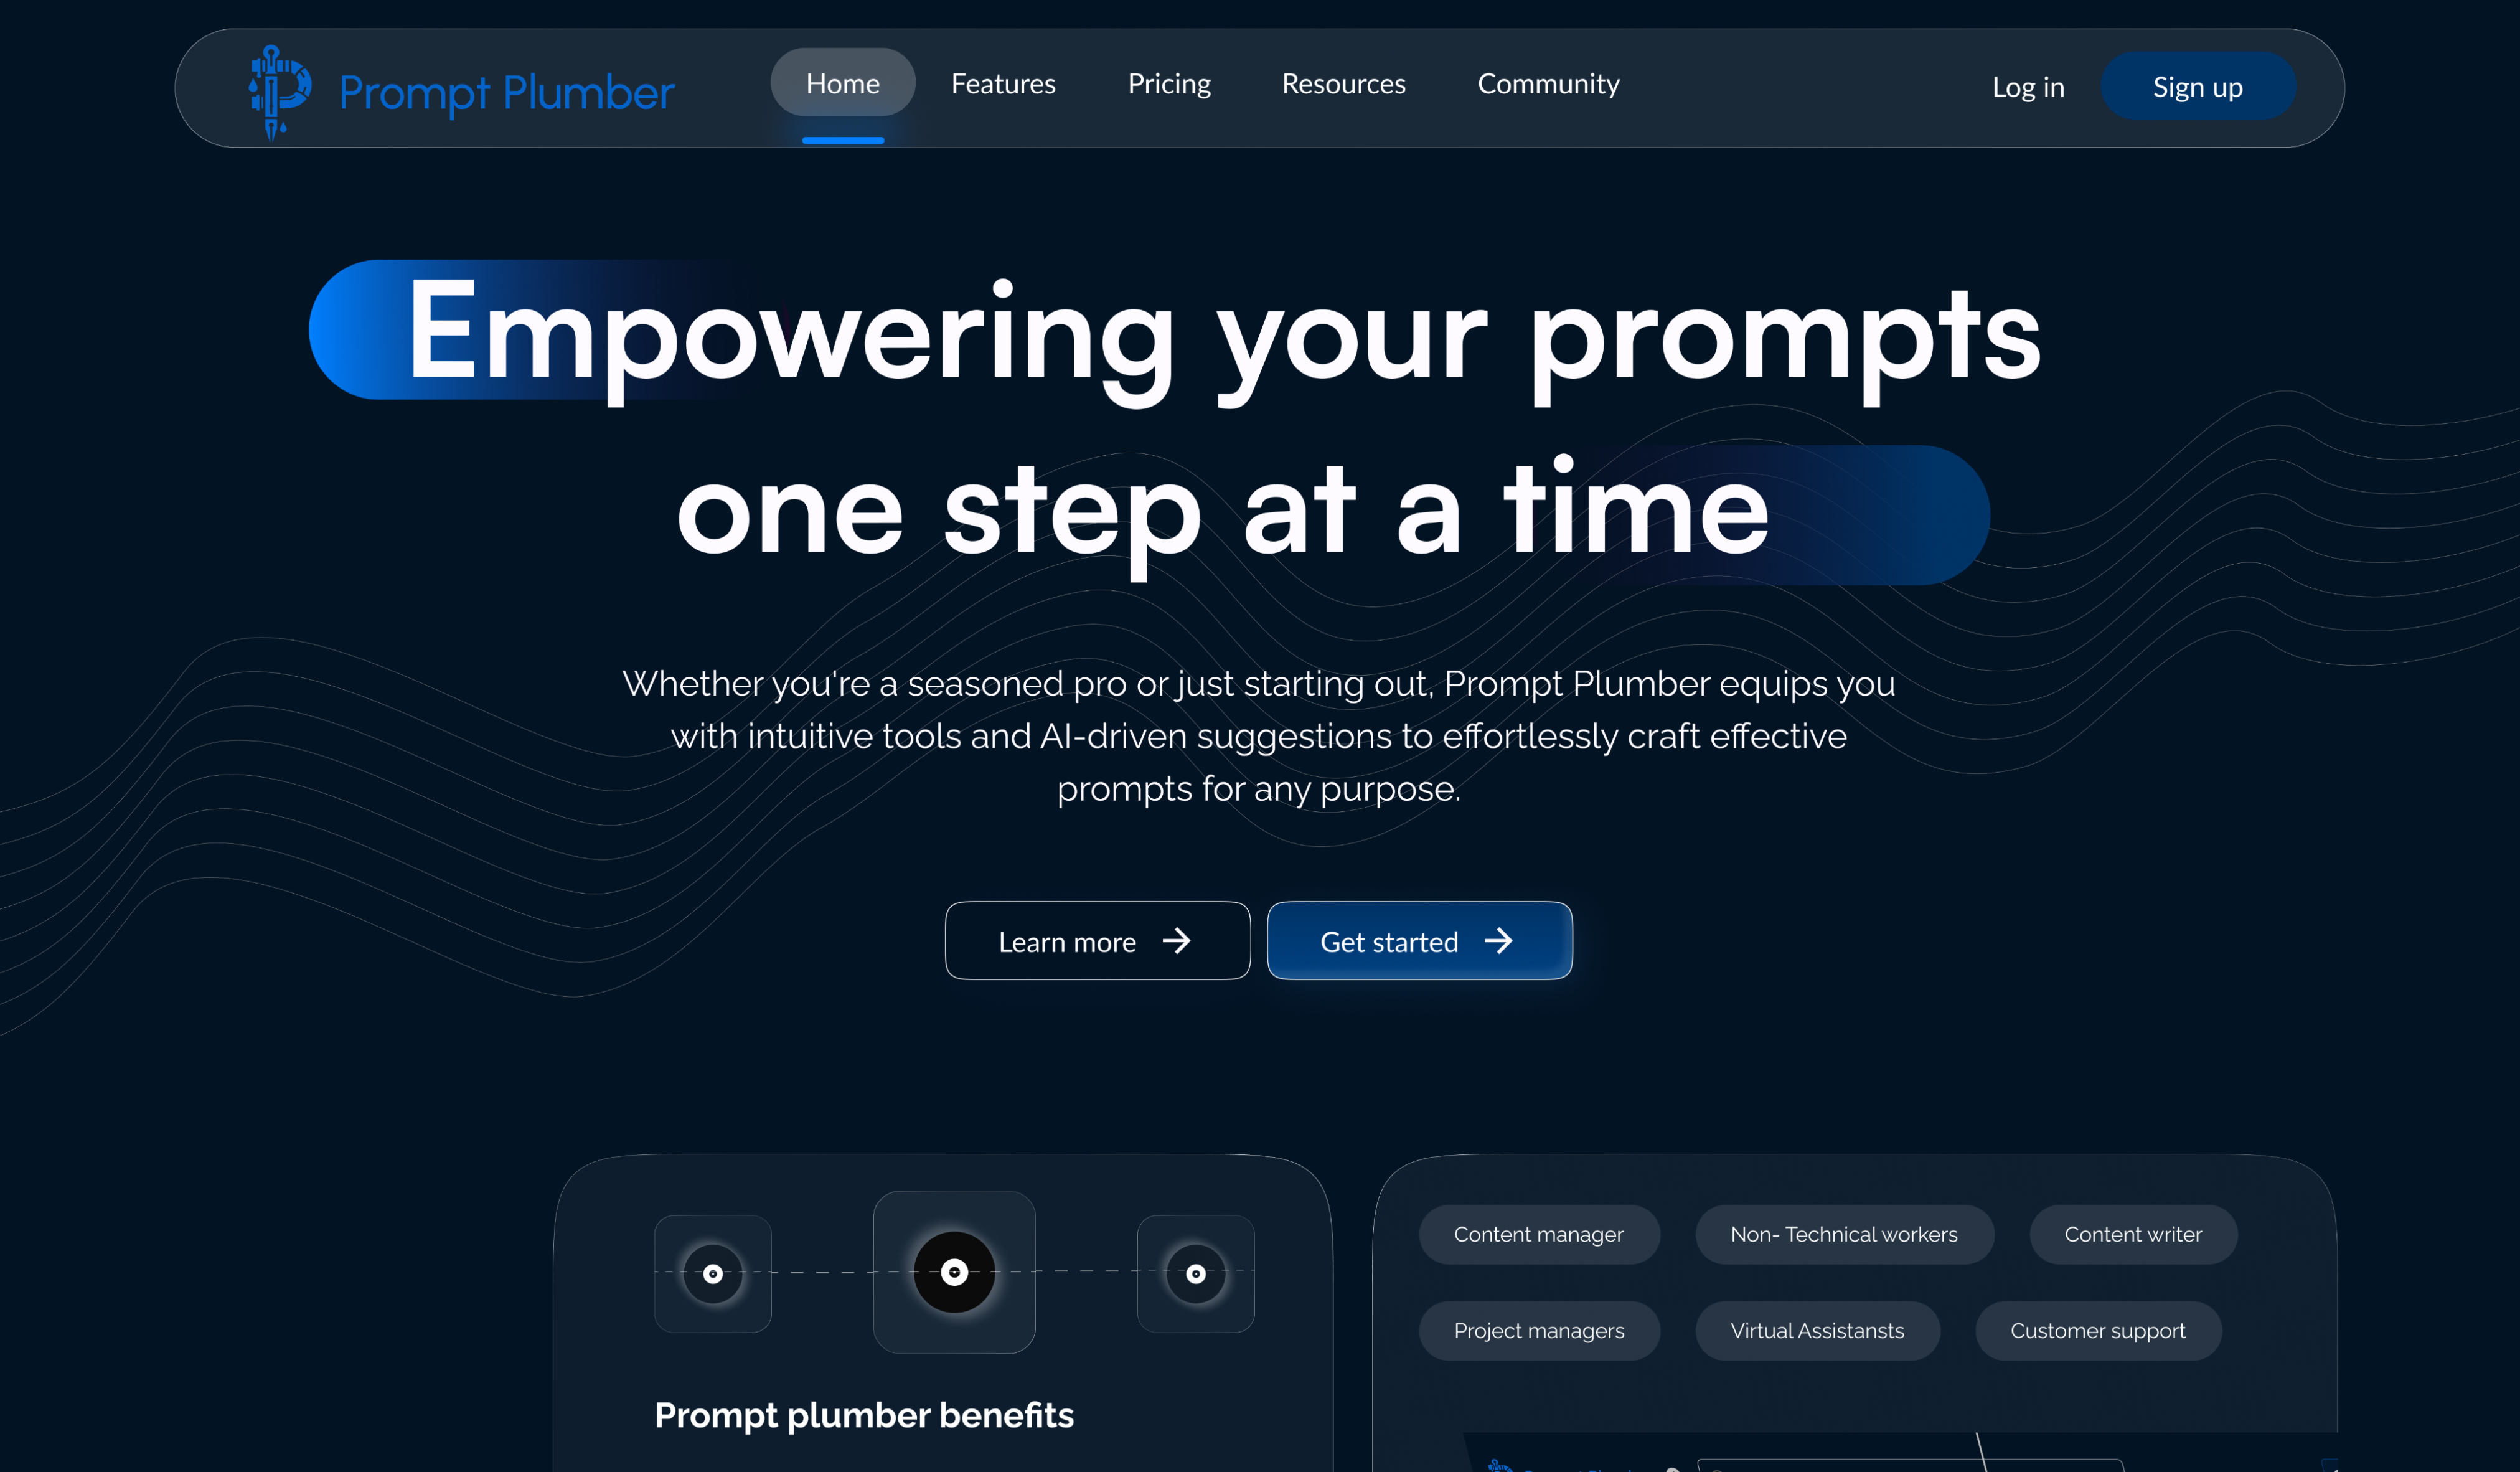 Prompt Plumber
Home
Features
Pricing
Resources
Community
Log in
Sign up
Empowering your prompts
one step at a time
Whether you're a seasoned pro or just starting out, Prompt Plumber equips you
with intuitive tools and AI-driven suggestions to effortlessly craft effective
prompts for any purpose.
Learn more
Get started
Content manager
Non- Technical workers
Content writer
Project managers
Virtual Assistansts
Customer support
Prompt plumber benefits